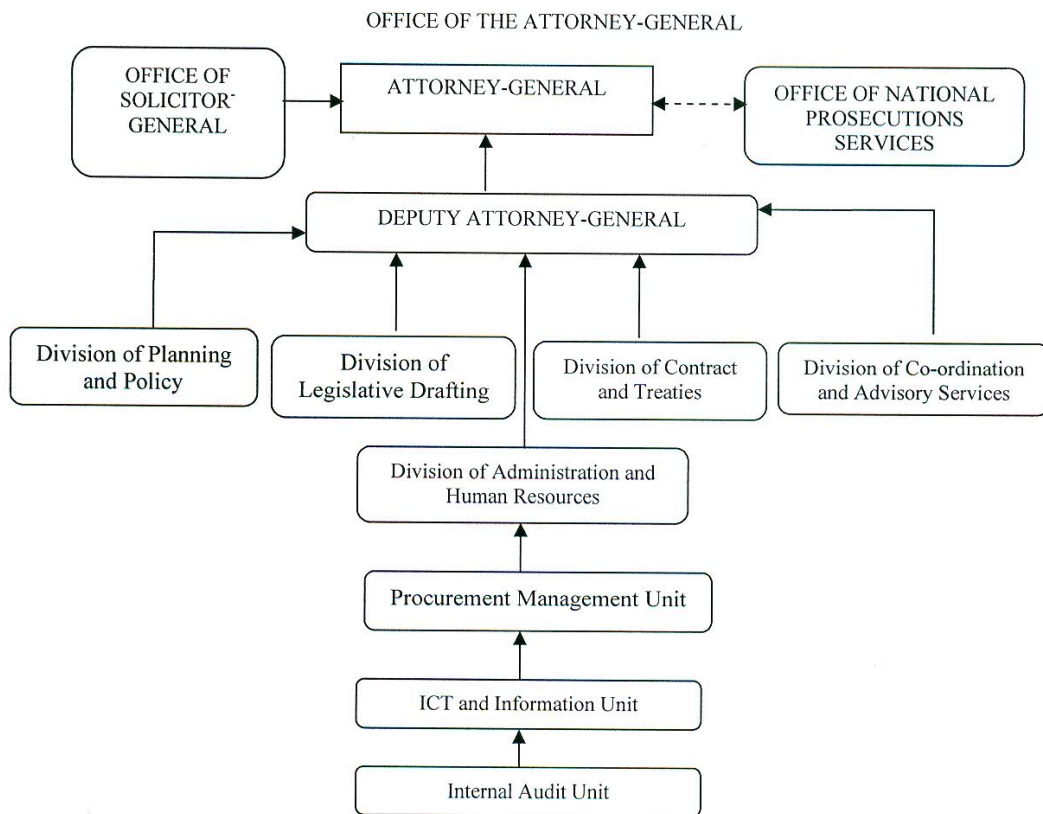 OFFICE OF THE ATTORNEY-GENERAL
OFFICE OF
SOLICITOR-
GENERAL
ATTORNEY-GENERAL
OFFICE OF NATIONAL
PROSECUTIONS
SERVICES
DEPUTY ATTORNEY-GENERAL
Division of Planning
and Policy
Division of
Legislative Drafting
Division of Contract
and Treaties
Division of Co-ordination
and Advisory Services
Division of Administration and
Human Resources
Procurement Management Unit
ICT and Information Unit
Internal Audit Unit